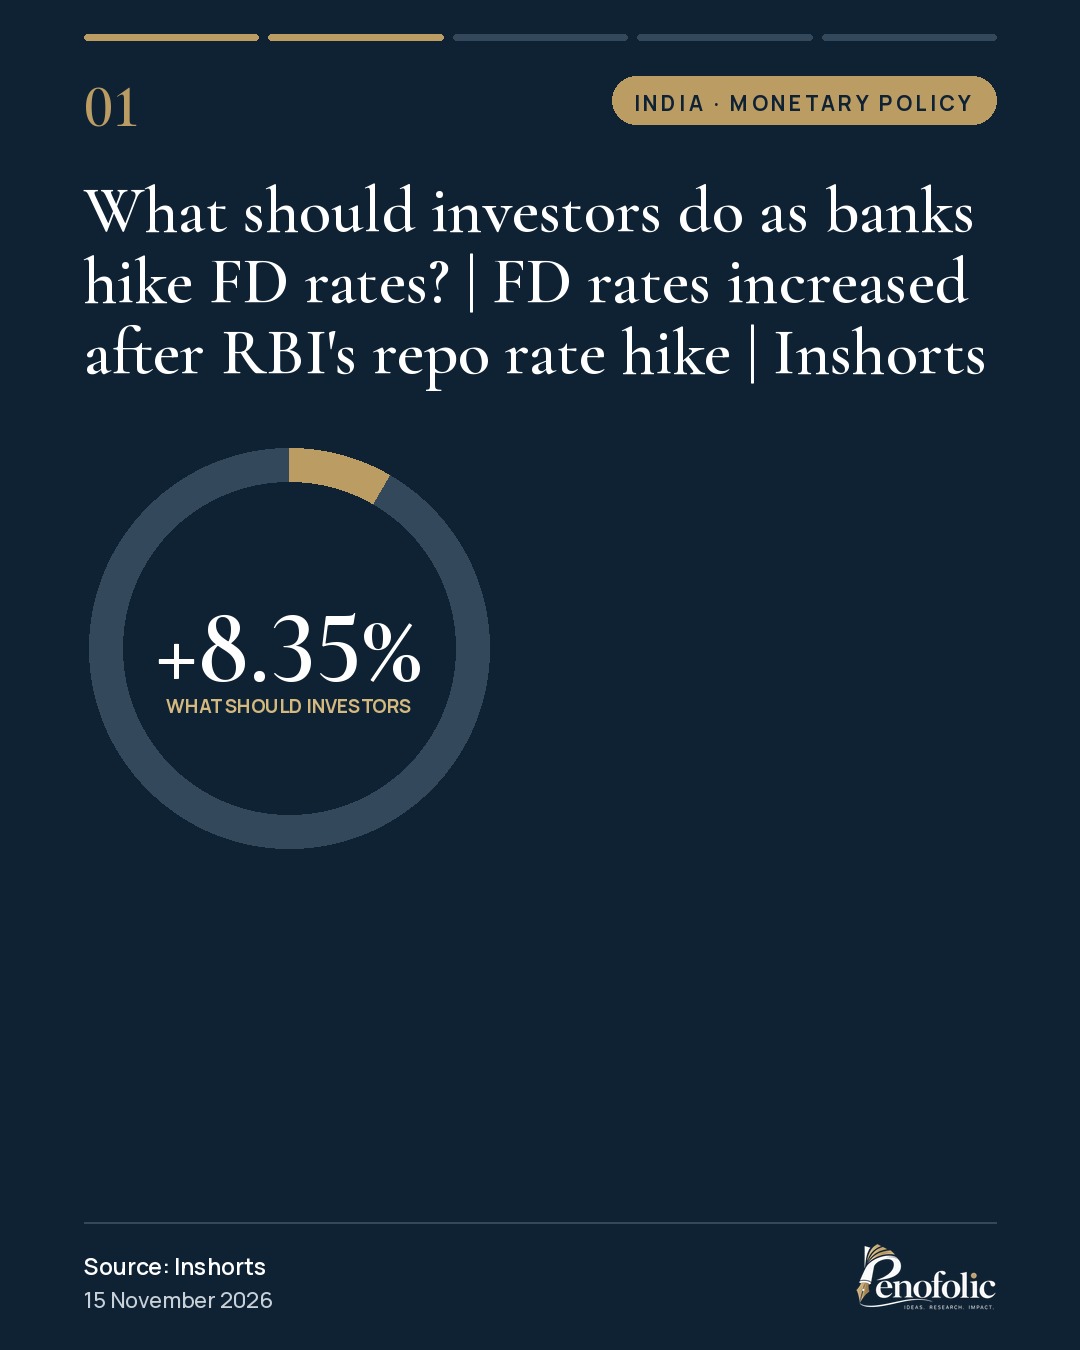 01
INDIA · MONETARY POLICY
What should investors do as banks
hike FD rates? | FD rates increased
after RBI's repo rate hike | Inshorts
+8.35%
WHAT SHOULD INVESTORS
Source: Inshorts
15 November 2026
Penofolic
IDEAS. RESEARCH. IMPACT.